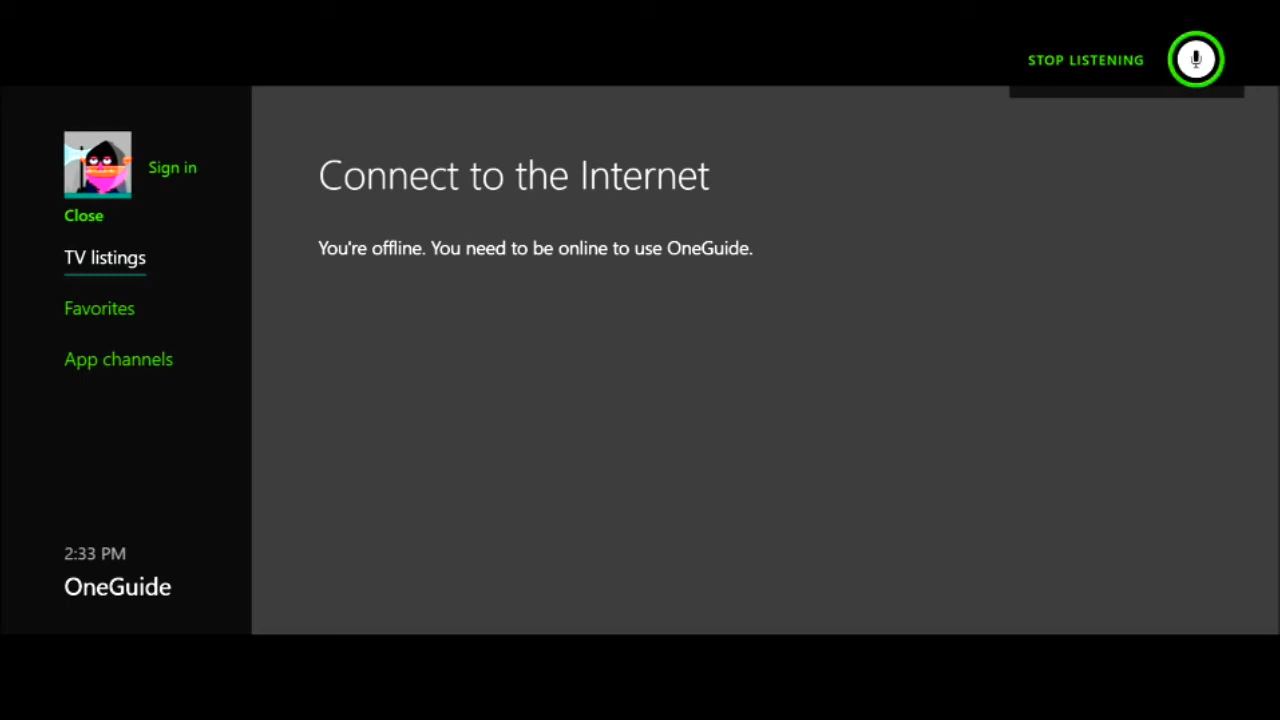 STOP LISTENING
Sign in
Close
TV listings
Favorites
App channels
2:33 PM
OneGuide
Connect to the Internet
You're offline. You need to be online to use OneGuide.